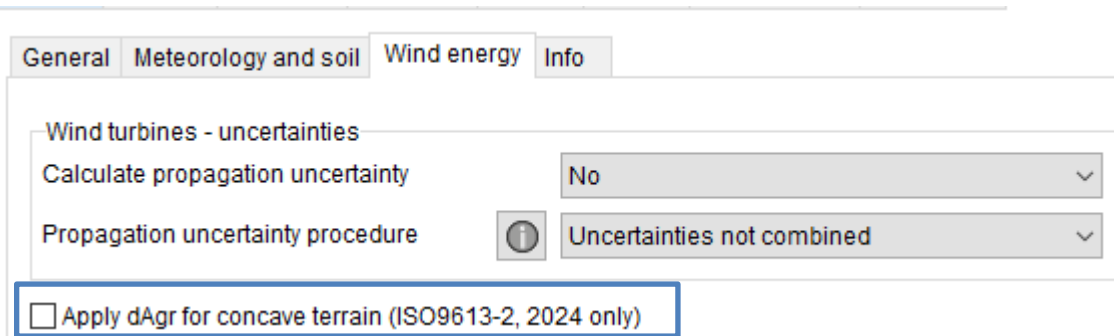 General Meteorology and soil Wind energy Info
Wind turbines - uncertainties
Calculate propagation uncertainty No
Propagation uncertainty procedure Uncertainties not combined
Apply dAgr for concave terrain (ISO9613-2, 2024 only)